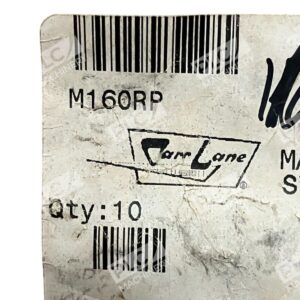 M160RP
Carr Lane
®
MA
S
Qty:10